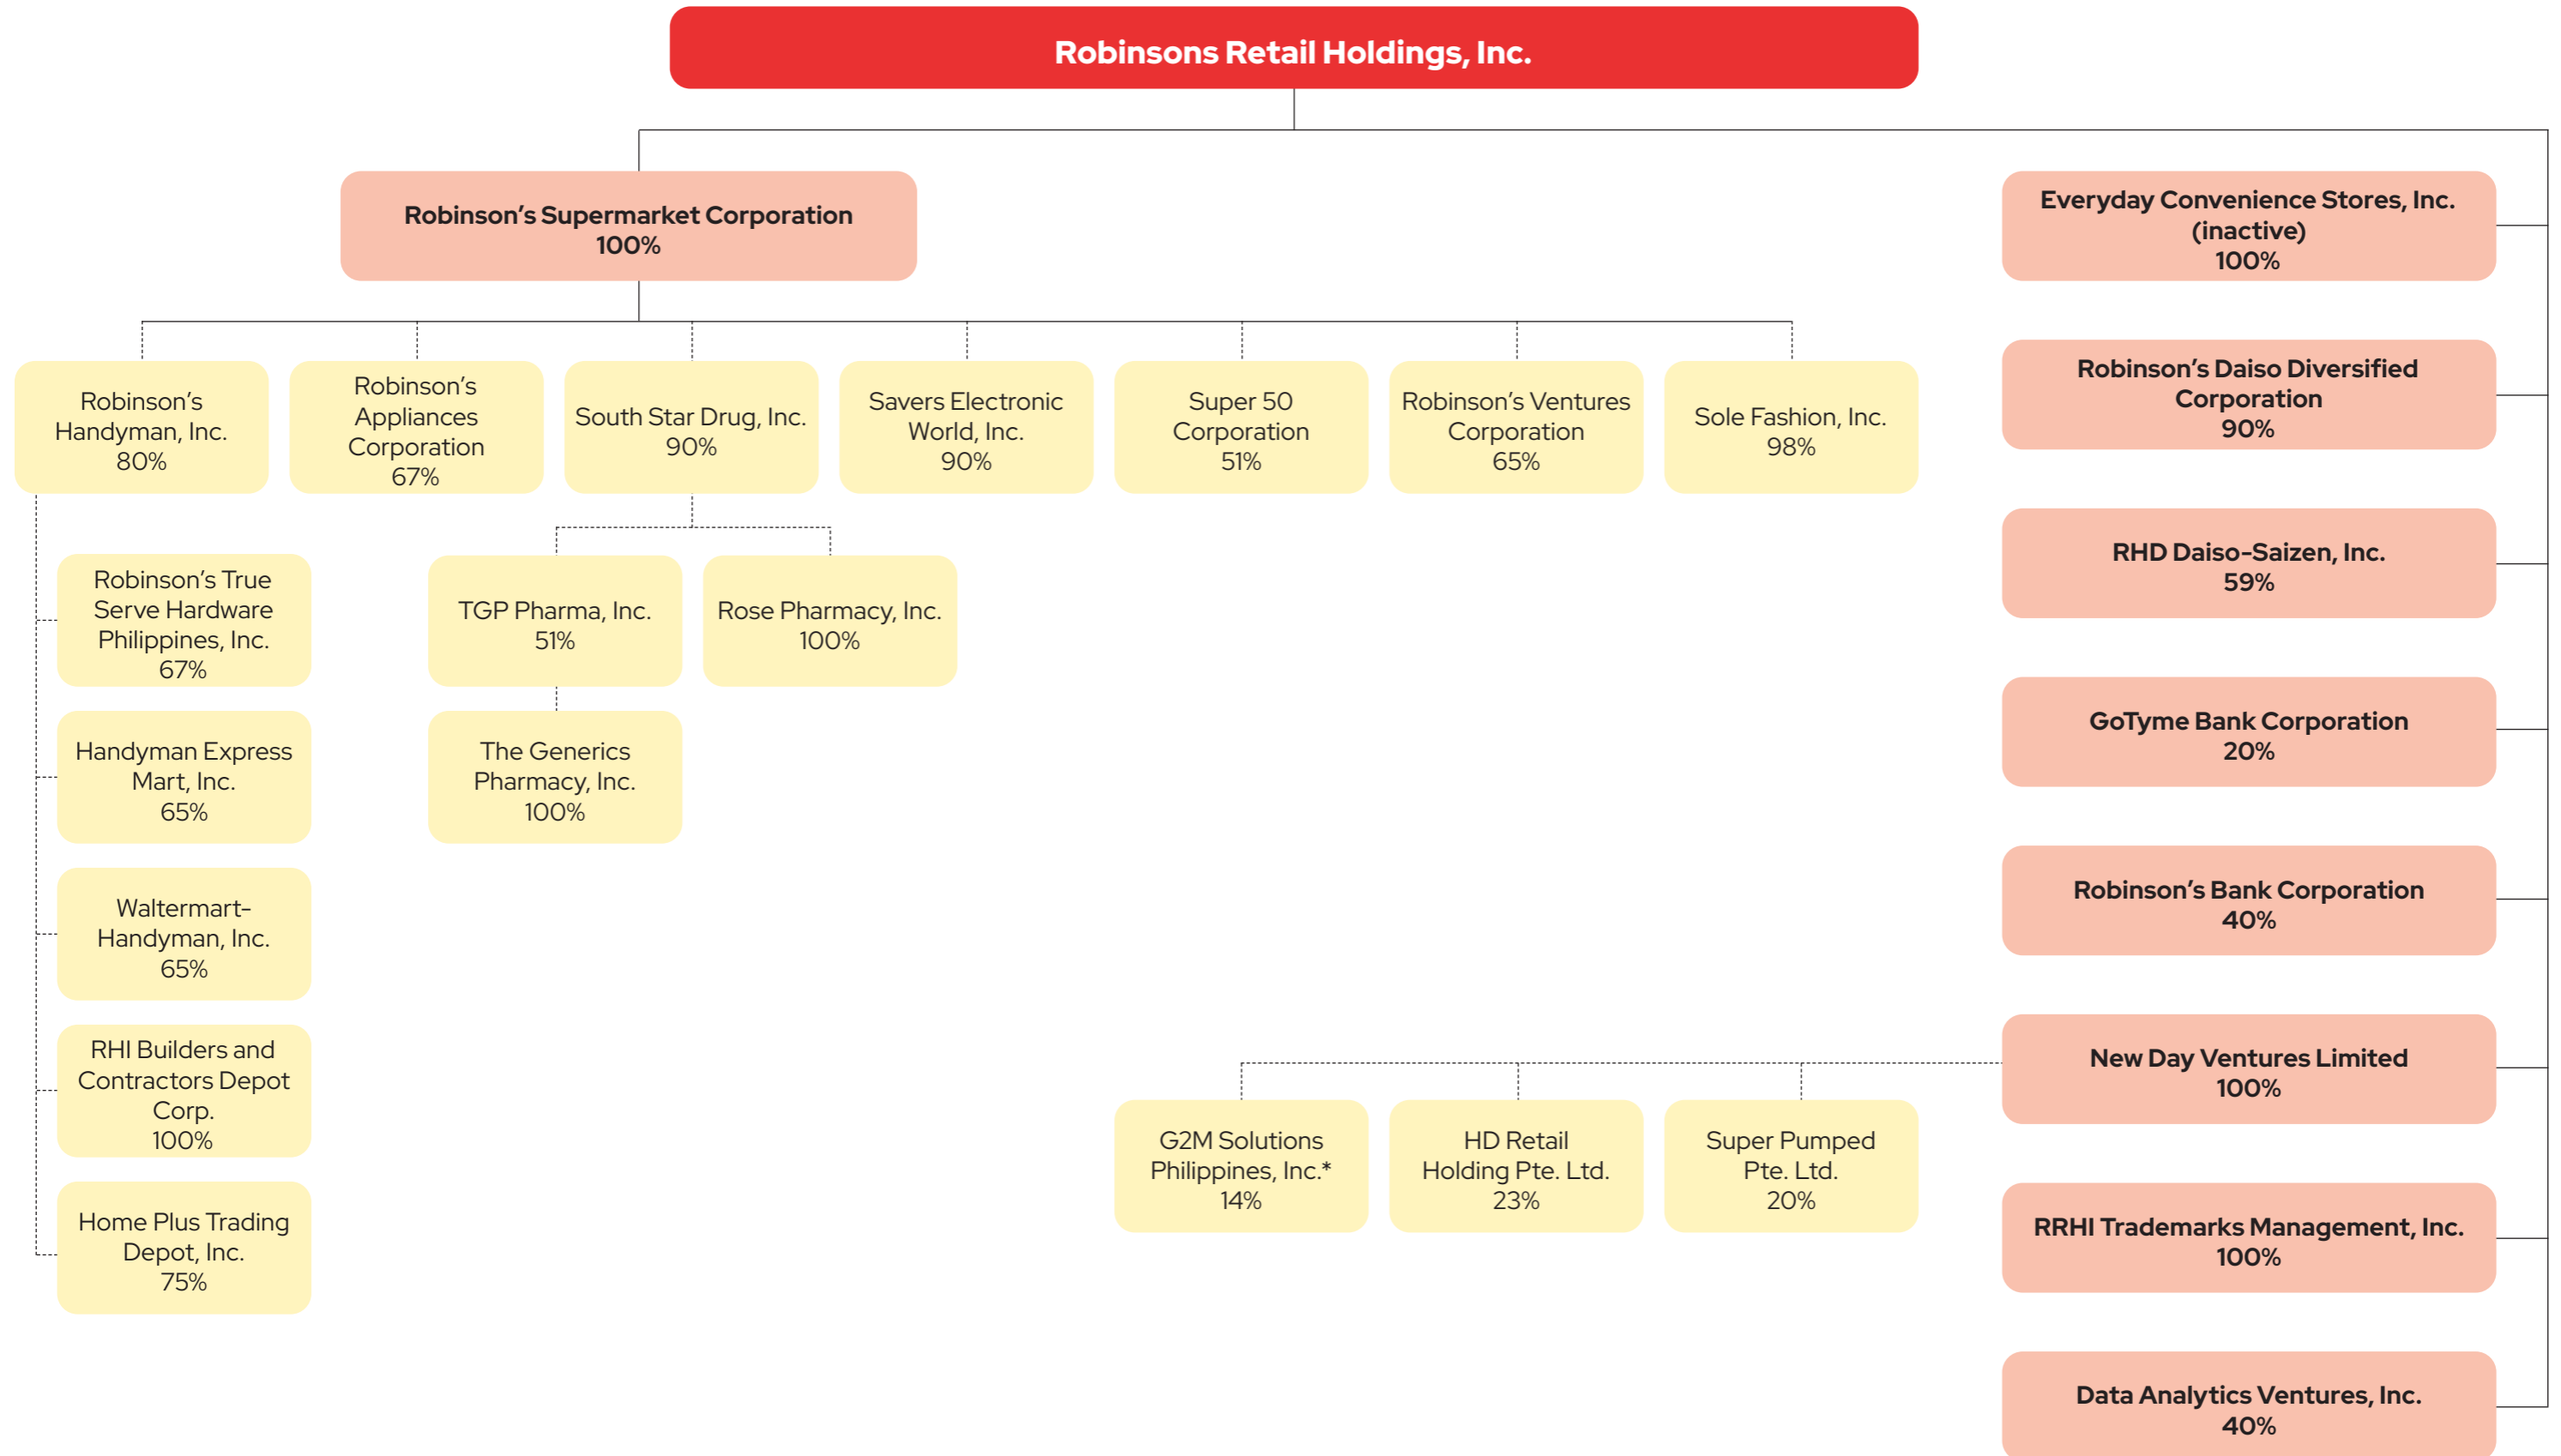 Robinsons Retail Holdings, Inc.
Robinson’s Supermarket Corporation
100%
Everyday Convenience Stores, Inc.
(inactive)
100%
Robinson’s
Handyman, Inc.
80%
Robinson’s
Appliances
Corporation
67%
South Star Drug, Inc.
90%
Savers Electronic
World, Inc.
90%
Super 50
Corporation
51%
Robinson’s Ventures
Corporation
65%
Sole Fashion, Inc.
98%
Robinson’s Daiso Diversified
Corporation
90%
RHD Daiso-Saizen, Inc.
59%
Robinson’s True
Serve Hardware
Philippines, Inc.
67%
TGP Pharma, Inc.
51%
Rose Pharmacy, Inc.
100%
GoTyme Bank Corporation
20%
Handyman Express
Mart, Inc.
65%
The Generics
Pharmacy, Inc.
100%
Robinson’s Bank Corporation
40%
Waltermart-
Handyman, Inc.
65%
New Day Ventures Limited
100%
RHI Builders and
Contractors Depot
Corp.
100%
G2M Solutions
Philippines, Inc.*
14%
HD Retail
Holding Pte. Ltd.
23%
Super Pumped
Pte. Ltd.
20%
RRHI Trademarks Management, Inc.
100%
Home Plus Trading
Depot, Inc.
75%
Data Analytics Ventures, Inc.
40%